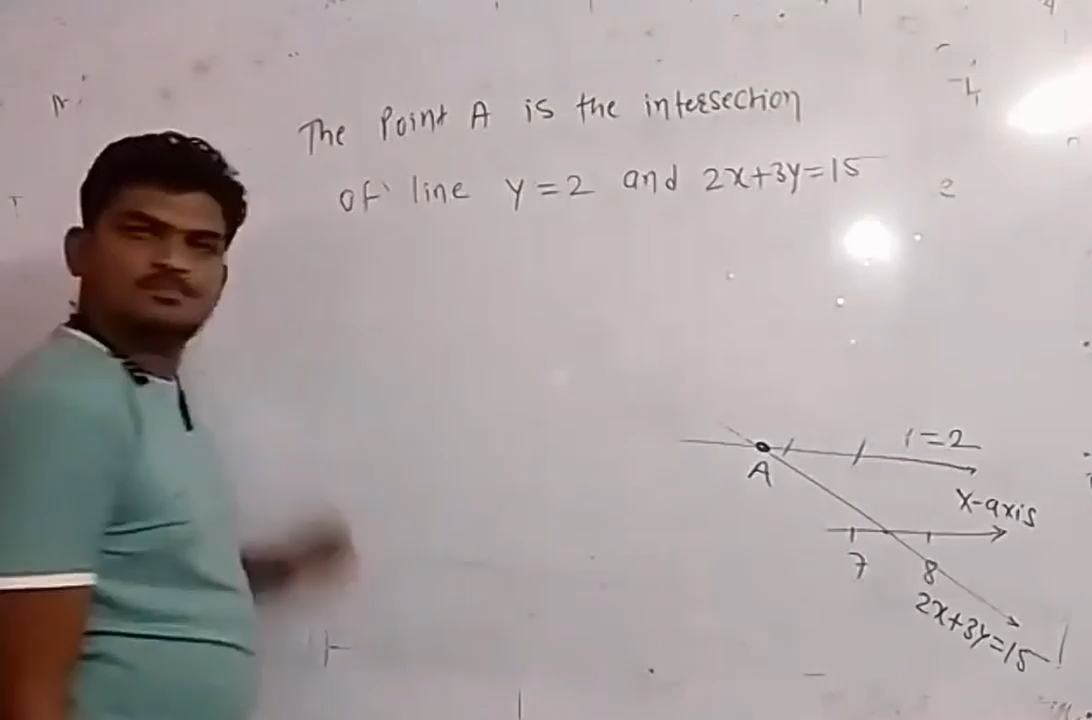 The Point A is the intersection
of line y=2 and 2x+3y=15
=2
A
X-axis
7 8
2x+3y=15